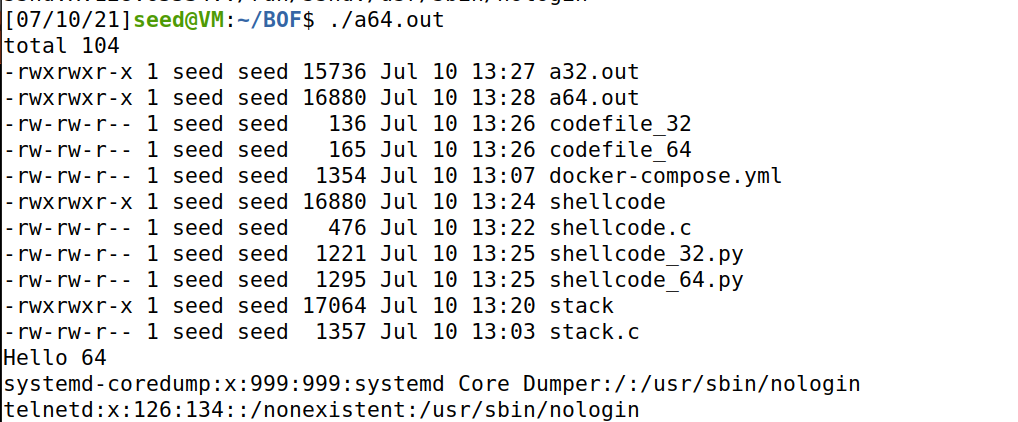 [07/10/21]seed@VM:~/BOF$ ./a64.out
total 104
-rwxrwxr-x 1 seed seed 15736 Jul 10 13:27 a32.out
-rwxrwxr-x 1 seed seed 16880 Jul 10 13:28 a64.out
-rw-rw-r-- 1 seed seed   136 Jul 10 13:26 codefile_32
-rw-rw-r-- 1 seed seed   165 Jul 10 13:26 codefile_64
-rw-rw-r-- 1 seed seed  1354 Jul 10 13:07 docker-compose.yml
-rwxrwxr-x 1 seed seed 16880 Jul 10 13:24 shellcode
-rw-rw-r-- 1 seed seed   476 Jul 10 13:22 shellcode.c
-rw-rw-r-- 1 seed seed  1221 Jul 10 13:25 shellcode_32.py
-rw-rw-r-- 1 seed seed  1295 Jul 10 13:25 shellcode_64.py
-rwxrwxr-x 1 seed seed 17064 Jul 10 13:20 stack
-rw-rw-r-- 1 seed seed  1357 Jul 10 13:03 stack.c
Hello 64
systemd-coredump:x:999:999:systemd Core Dumper:/:/usr/sbin/nologin
telnetd:x:126:134::/nonexistent:/usr/sbin/nologin